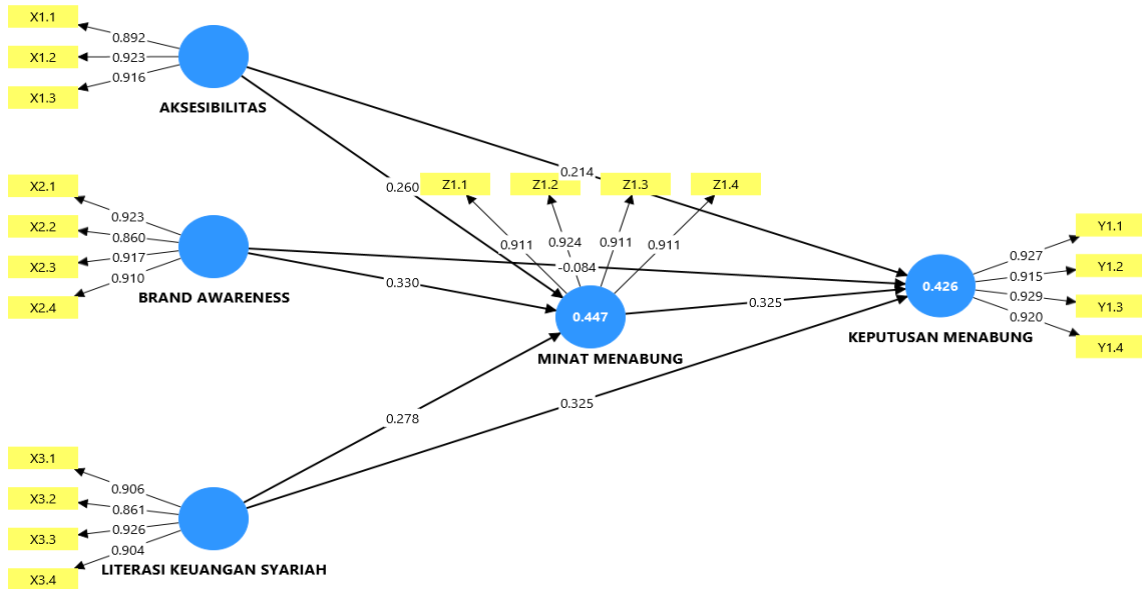 X1.1
0.892
X1.2
0.923
0.916
X1.3
AKSESIBILITAS
0.214
X2.1
0.260
Z1.1
Z1.2
Z1.3
Z1.4
0.923
X2.2
0.860
0.917
X2.3
0.910
X2.4
BRAND AWARENESS
0.911
0.924
0.911
0.911
-0.084
0.330
Y1.1
0.927
0.915
Y1.2
0.426
0.929
Y1.3
0.920
Y1.4
KEPUTUSAN MENABUNG
0.447
0.325
MINAT MENABUNG
0.325
0.278
X3.1
0.906
X3.2
0.861
0.926
X3.3
0.904
X3.4
LITERASI KEUANGAN SYARIAH